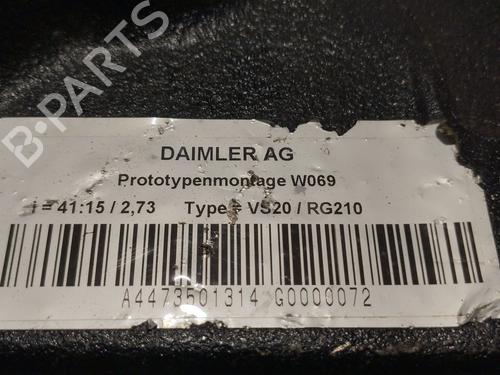 B-PARTS
DAIMLER AG
Prototypenmontage W069
i = 41:15 / 2,73 Type = VS20 / RG210
A4473501314 G0000072